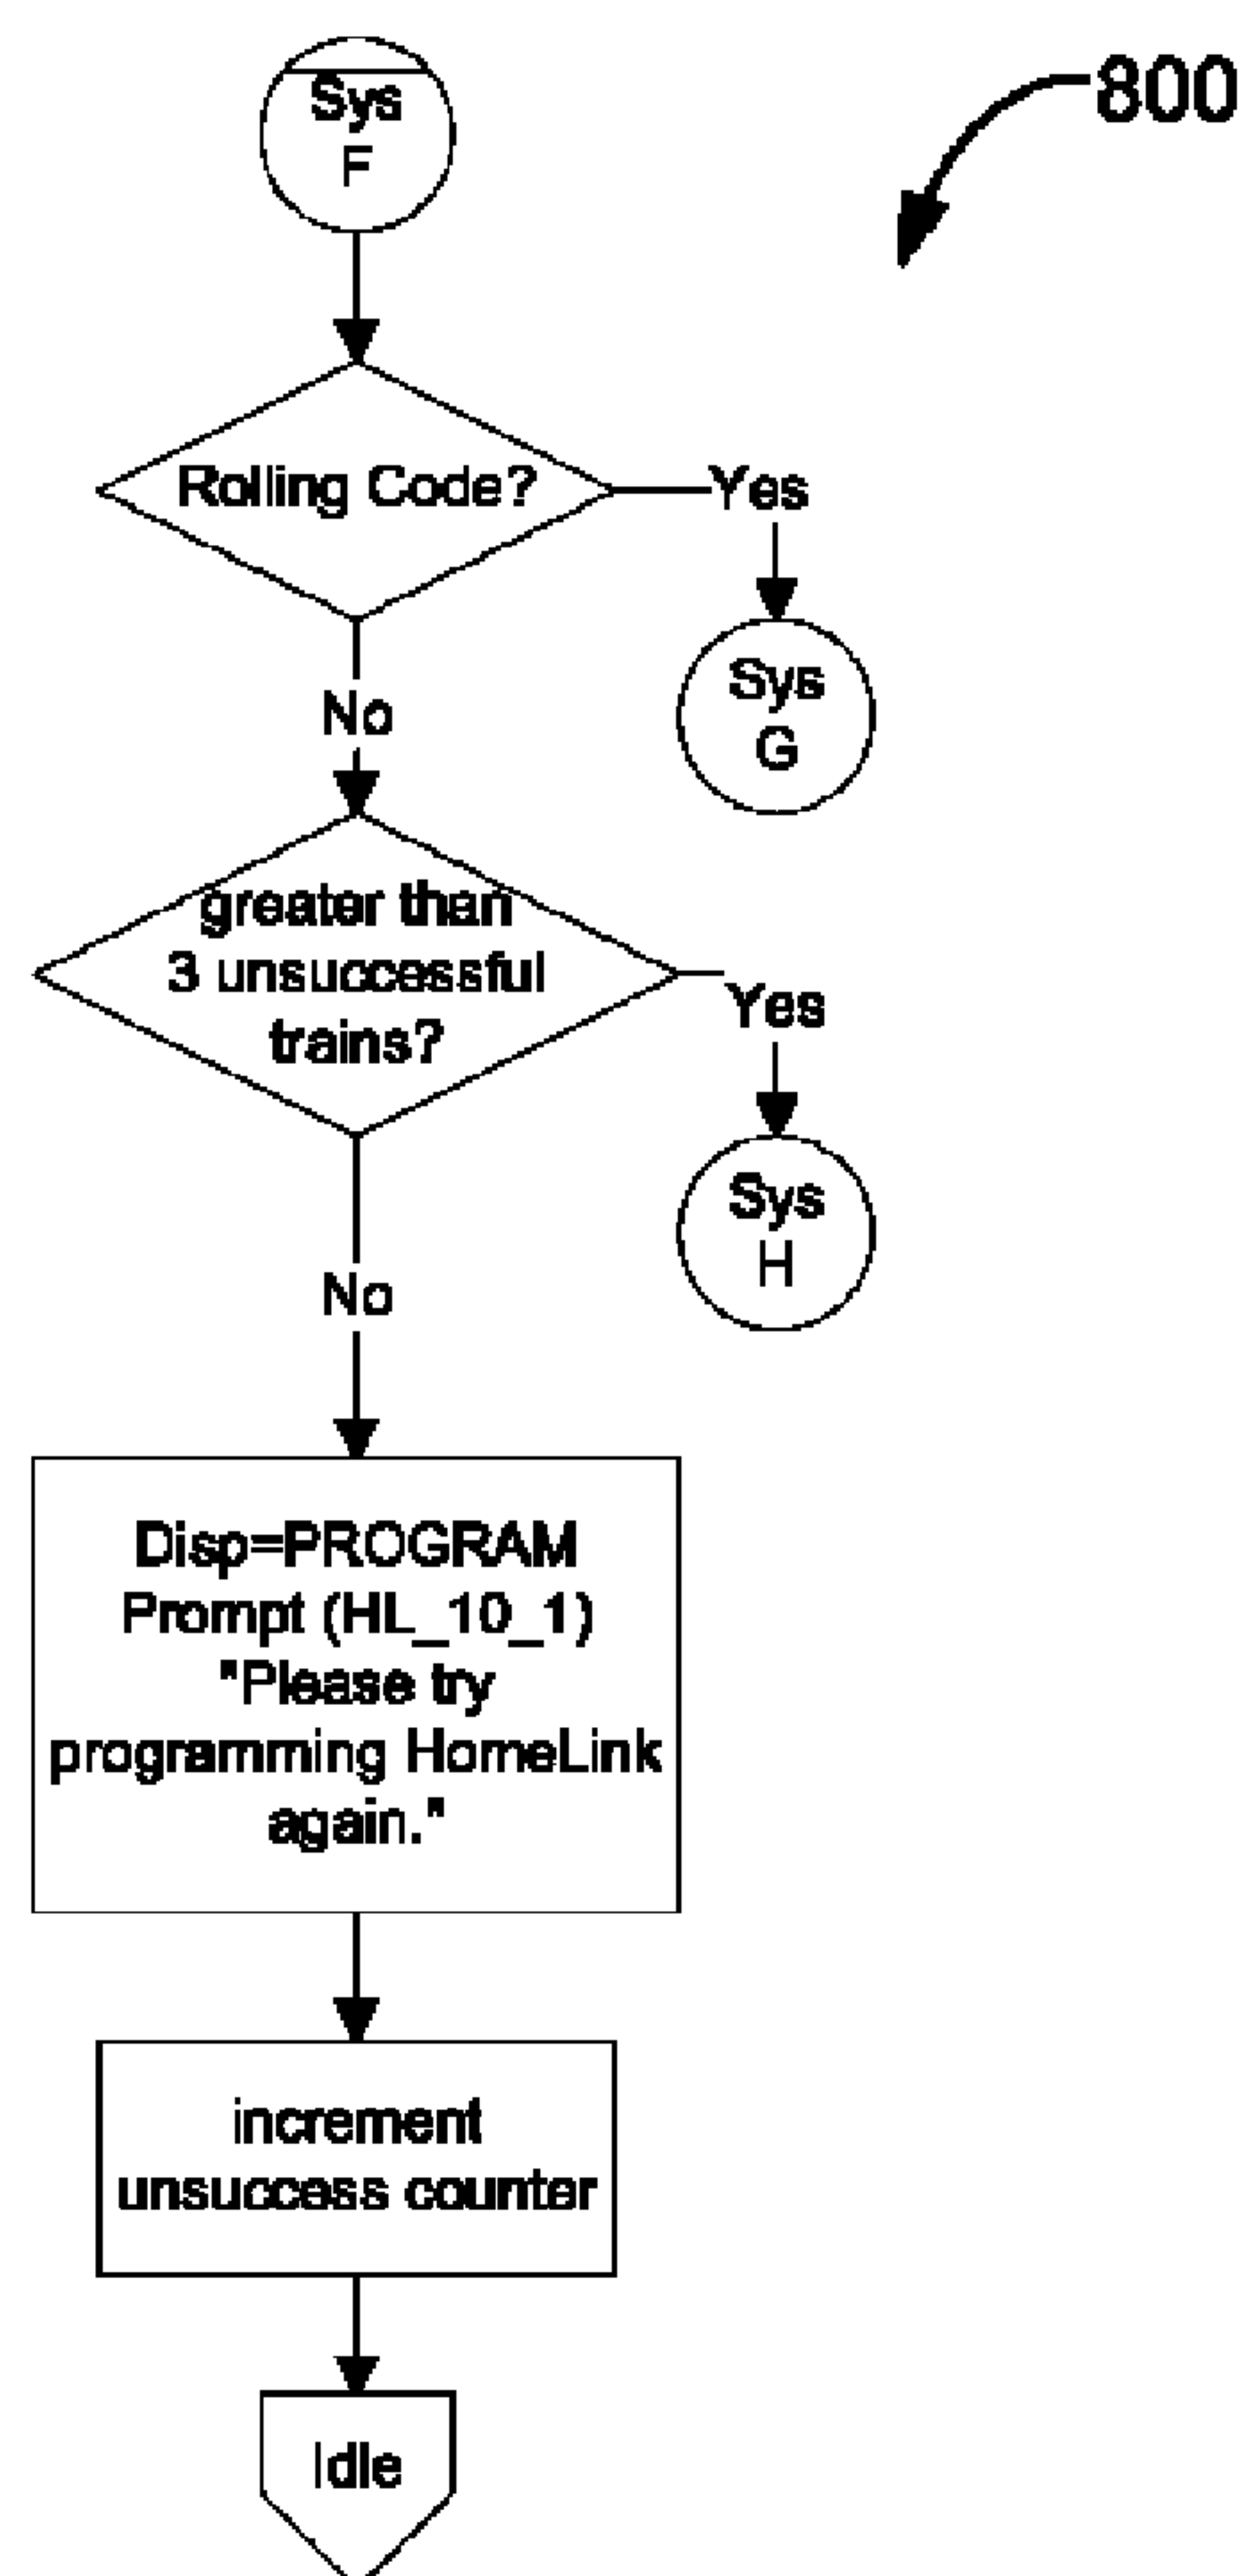 800
Sys
F
Rolling Code?
Yes
Sys
G
No
greater than
3 unsuccessful
trains?
Yes
Sys
H
No
Disp=PROGRAM
Prompt (HL_10_1)
"Please try
programming HomeLink
again."
increment
unsuccess counter
Idle